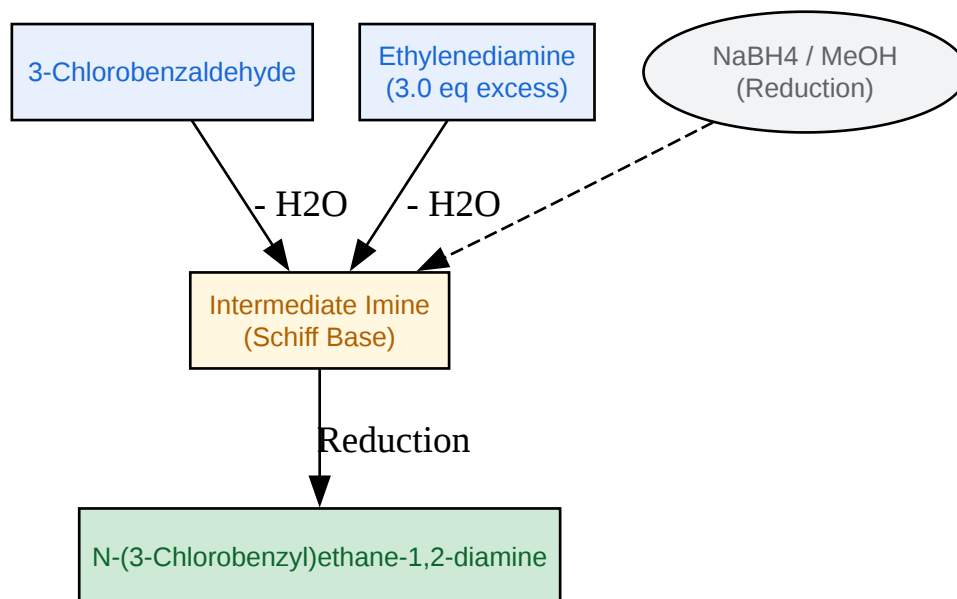 3-Chlorobenzaldehyde
Ethylenediamine
(3.0 eq excess)
NaBH4 / MeOH
(Reduction)
- H2O
- H2O
Intermediate Imine
(Schiff Base)
Reduction
N-(3-Chlorobenzyl)ethane-1,2-diamine